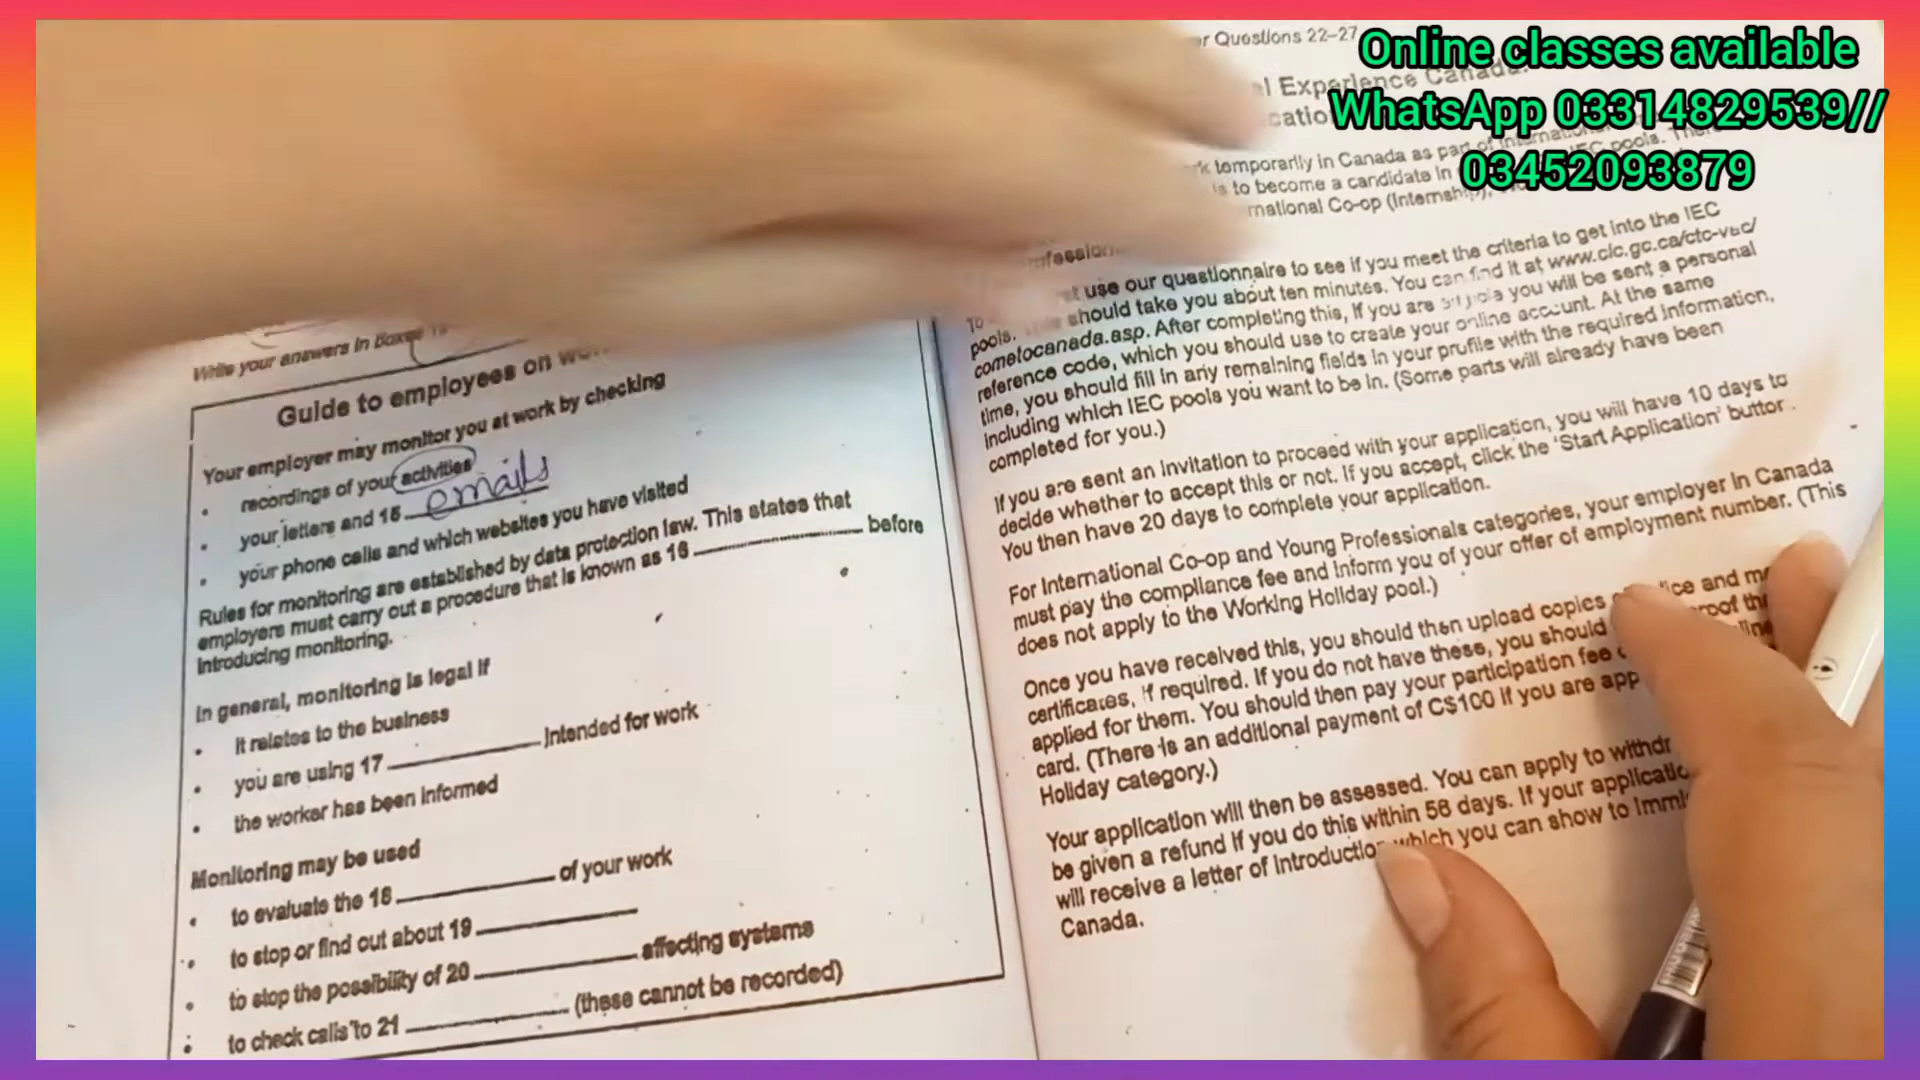 Online classes available
WhatsApp 03314829539//
03452093879
Write your answers in Boxes
Guide to employees on
Your employer may monitor you at work by checking
• recordings of your activities
• your letters and 15 emails
• your phone calls and which websites you have visited
Rules for monitoring are established by data protection law. This states that
employers must carry out a procedure that is known as 16 ______ before
introducing monitoring.
In general, monitoring is legal if
• it relates to the business
• you are using 17 ______ intended for work
• the worker has been informed
Monitoring may be used
• to evaluate the 18 ______ of your work
• to stop or find out about 19 ______
• to stop the possibility of 20 ______ affecting systems
• to check calls to 21 ______ (these cannot be recorded)
Questions 22–27
Experience Canada
temporarily in Canada as part of
to become a candidate in IEC pools.
Co-op (Internship),
use our questionnaire to see if you meet the criteria to get into the IEC
pools. should take you about ten minutes. You can find it at www.cic.gc.ca/ctc-vac/
cometocanada.asp. After completing this, if you are you will be sent a personal
reference code, which you should use to create your online account. At the same
time, you should fill in any remaining fields in your profile with the required information,
including which IEC pools you want to be in. (Some parts will already have been
completed for you.)
If you are sent an invitation to proceed with your application, you will have 10 days to
decide whether to accept this or not. If you accept, click the 'Start Application' button.
You then have 20 days to complete your application.
For International Co-op and Young Professionals categories, your employer in Canada
must pay the compliance fee and inform you of your offer of employment number. (This
does not apply to the Working Holiday pool.)
Once you have received this, you should then upload copies and
certificates, if required. If you do not have these, you should
applied for them. You should then pay your participation fee
card. (There is an additional payment of C$100 if you are
Holiday category.)
Your application will then be assessed. You can apply to
be given a refund if you do this within 56 days. If your
will receive a letter of introduction which you can show to
Canada.